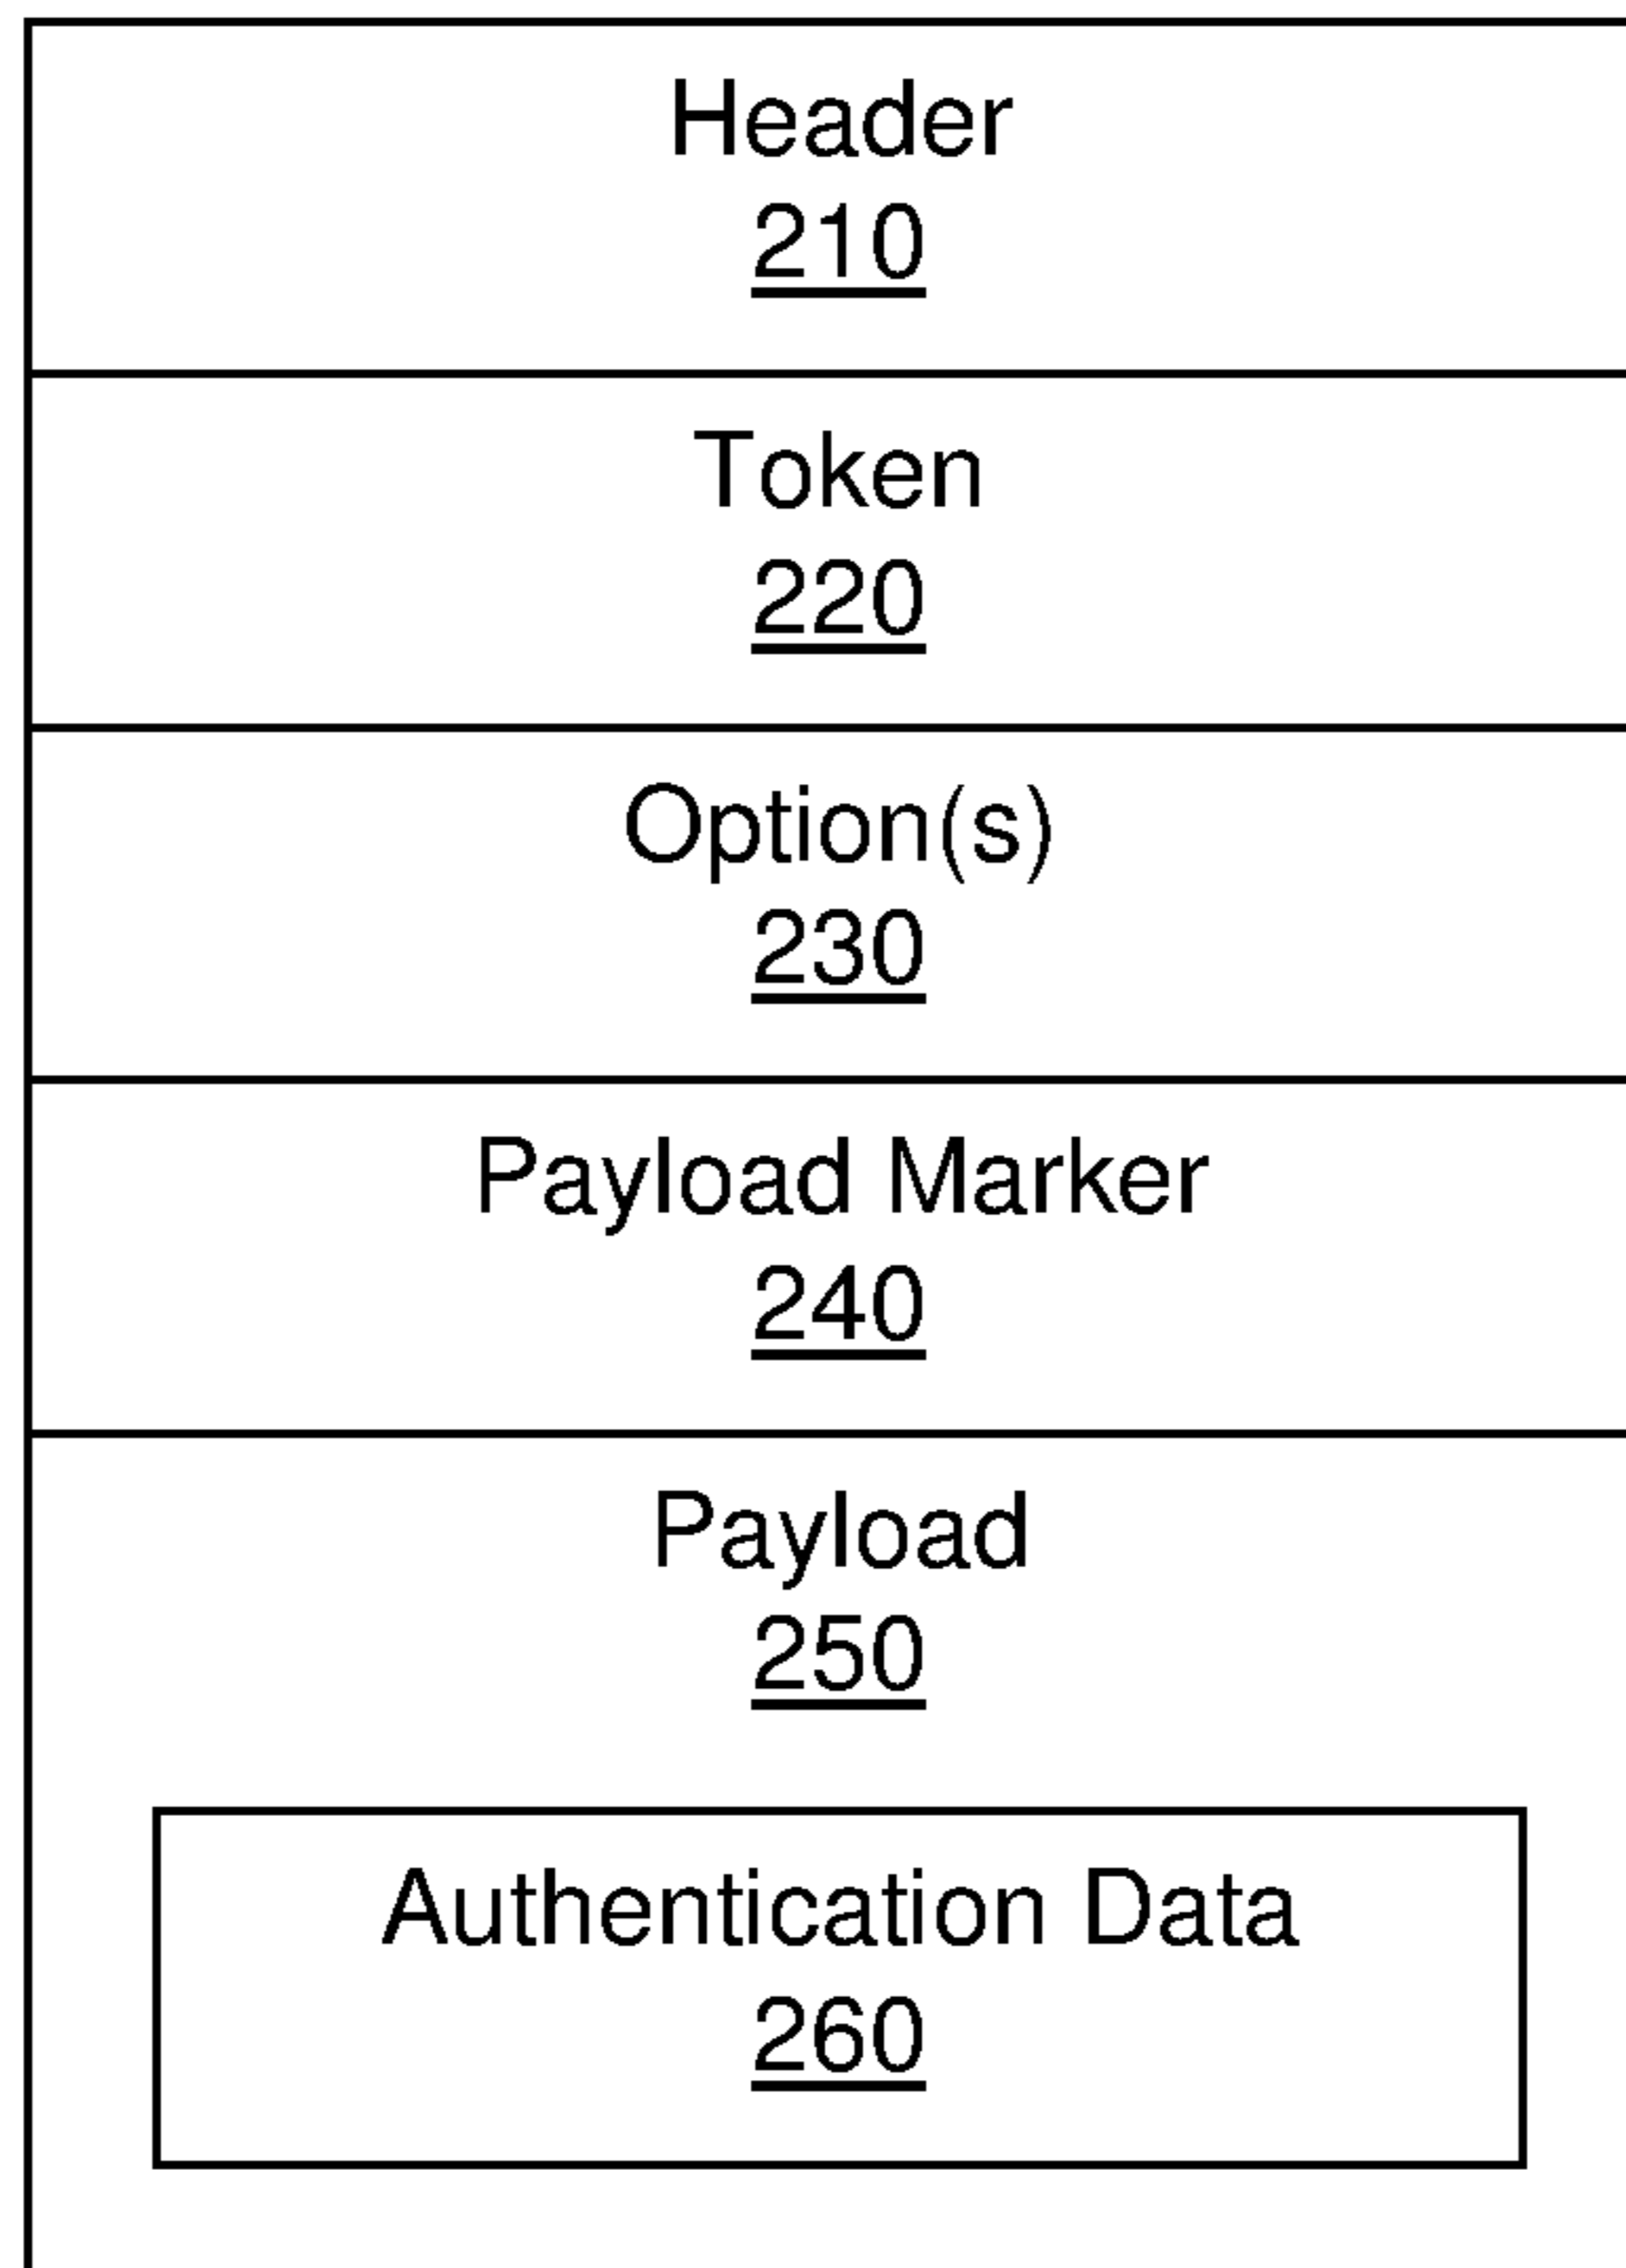 Header
210
Token
220
Option(s)
230
Payload Marker
240
Payload
250
Authentication Data
260